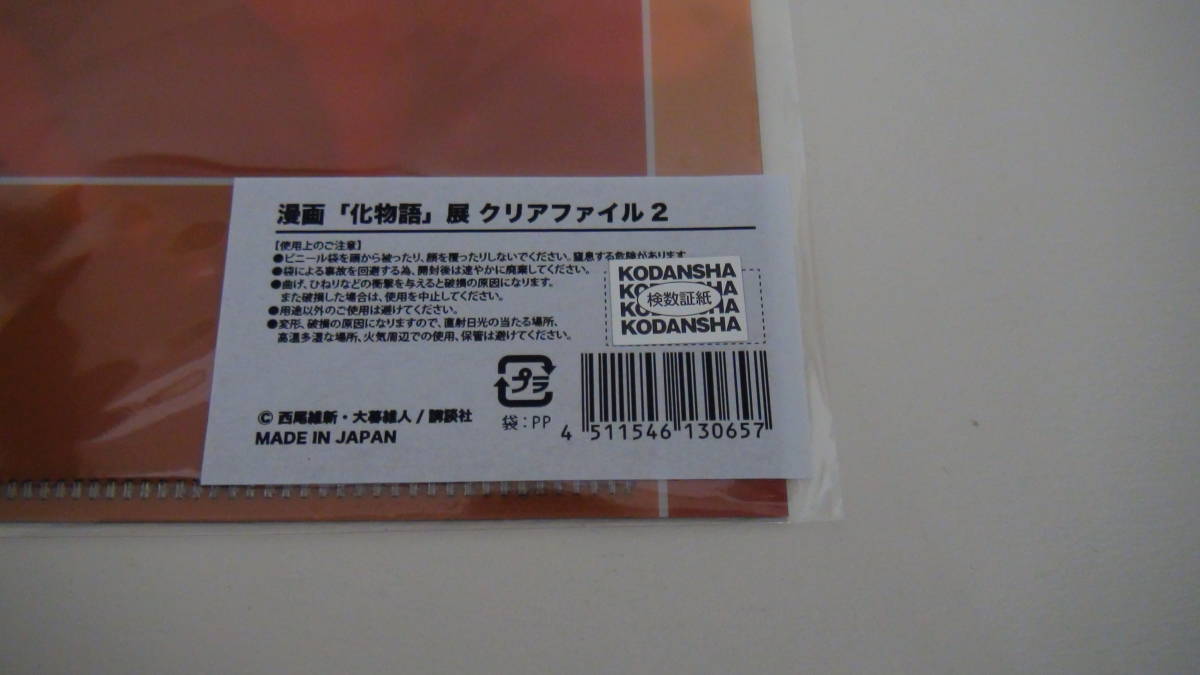 漫画「化物語」展 クリアファイル2
【使用上のご注意】
●ビニール袋を頭から被ったり、顔を覆ったりしないでください。窒息する危険があります。
●袋による事故を回避する為、開封後は速やかに廃棄してください。
●曲げ、ひねりなどの衝撃を与えると破損の原因になります。
また破損した場合は、使用を中止してください。
●用途以外のご使用は避けてください。
●変形、破損の原因になりますので、直射日光の当たる場所、
高温多湿な場所、火気周辺での使用、保管は避けてください。
KODANSHA
KO
検数証紙
KO
KODANSHA
プラ
袋:PP
© 西尾維新・大暮維人/講談社
MADE IN JAPAN
4 511546 130657